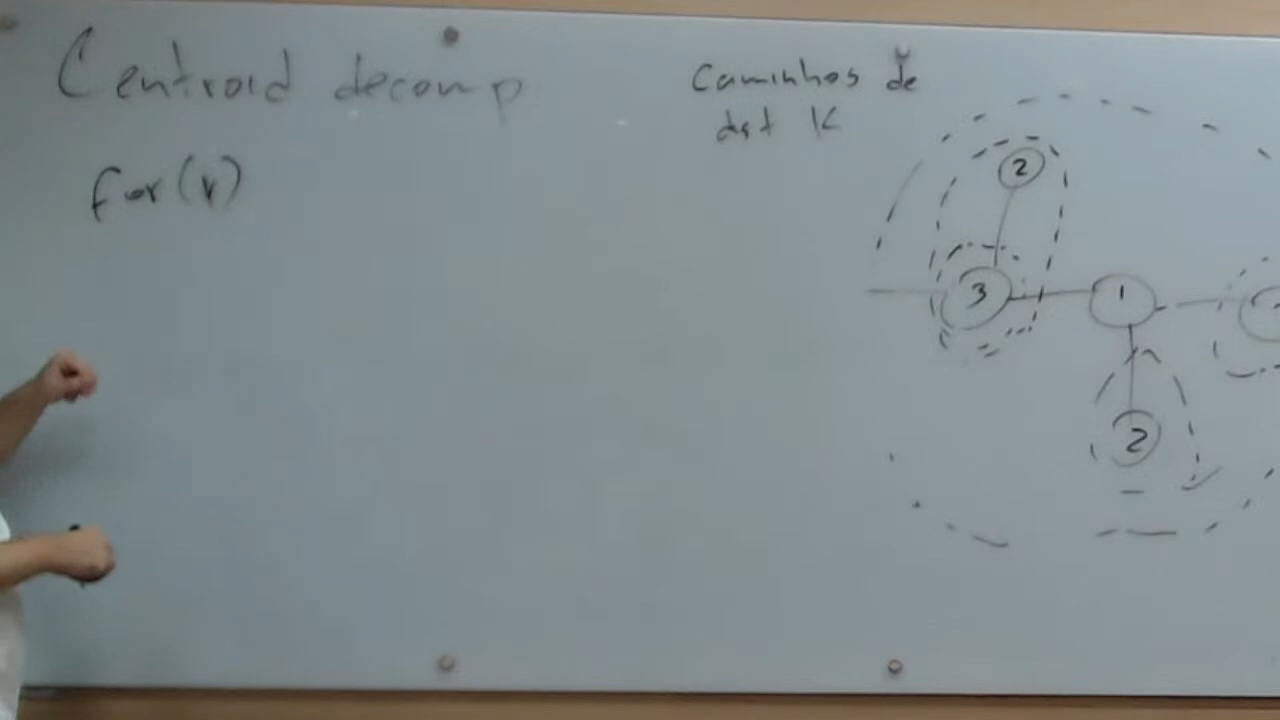 Centroid decomp
for(v)
Caminhos de
dist K
2
3
1
2